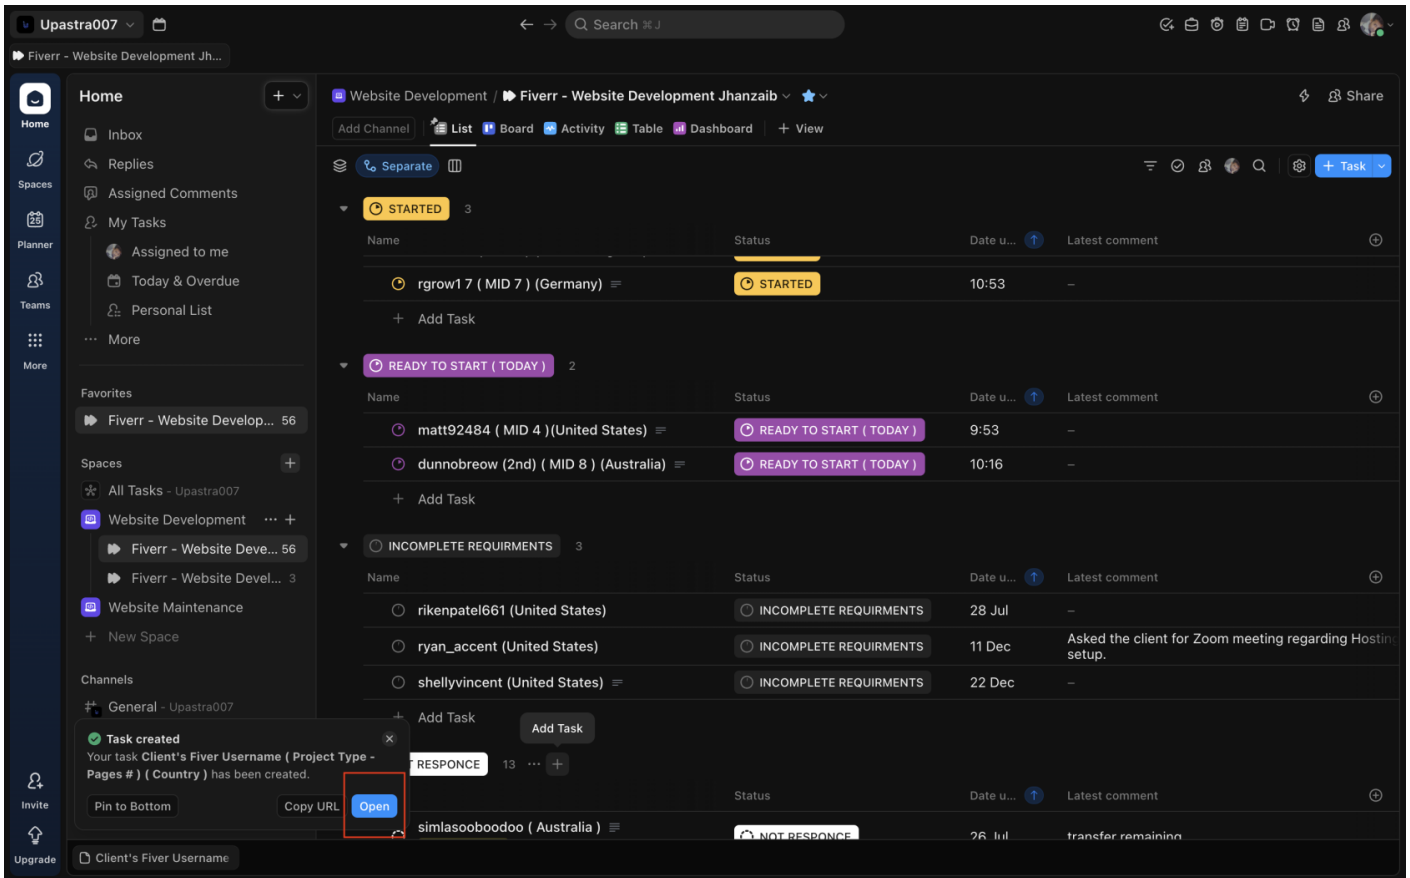 Upastra007
Search ⌘J
Fiverr - Website Development Jh...
Home
Spaces
Planner
25
Teams
More
Invite
Upgrade
Home
Inbox
Replies
Assigned Comments
My Tasks
Assigned to me
Today & Overdue
Personal List
More
Favorites
Fiverr - Website Develop... 56
Spaces
All Tasks - Upastra007
Website Development
Fiverr - Website Deve... 56
Fiverr - Website Devel... 3
Website Maintenance
New Space
Channels
General - Upastra007
Website Development / Fiverr - Website Development Jhanzaib
Share
Add Channel List Board Activity Table Dashboard + View
Separate
+ Task
STARTED 3
Name Status Date u... Latest comment
rgrow1 7 ( MID 7 ) (Germany) STARTED 10:53 –
+ Add Task
READY TO START ( TODAY ) 2
Name Status Date u... Latest comment
matt92484 ( MID 4 )(United States) READY TO START ( TODAY ) 9:53 –
dunnobreow (2nd) ( MID 8 ) (Australia) READY TO START ( TODAY ) 10:16 –
+ Add Task
INCOMPLETE REQUIRMENTS 3
Name Status Date u... Latest comment
rikenpatel661 (United States) INCOMPLETE REQUIRMENTS 28 Jul –
ryan_accent (United States) INCOMPLETE REQUIRMENTS 11 Dec Asked the client for Zoom meeting regarding Hosting
setup.
shellyvincent (United States) INCOMPLETE REQUIRMENTS 22 Dec –
+ Add Task
Add Task
RESPONCE 13 ... +
Status Date u... Latest comment
simlasooboodoo ( Australia ) NOT RESPONCE 26 Jul transfer remaining
Task created
Your task Client's Fiver Username ( Project Type -
Pages # ) ( Country ) has been created.
Pin to Bottom Copy URL Open
Client's Fiver Username